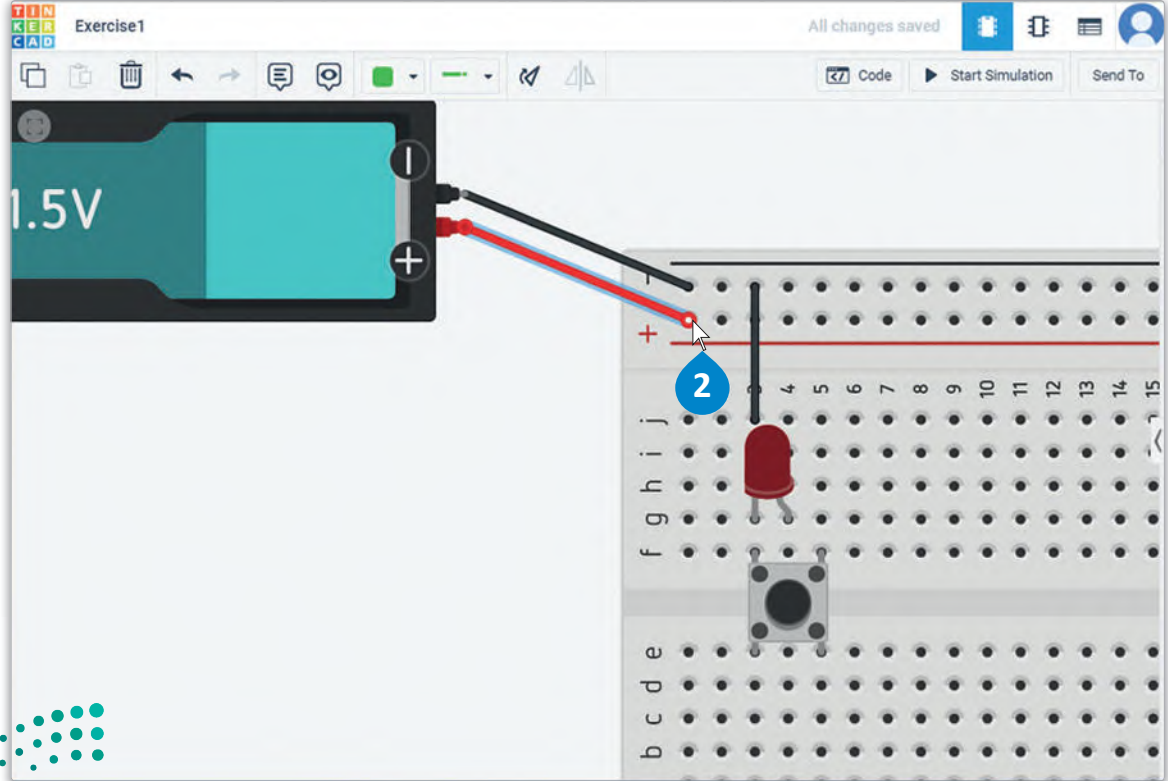 TIN
KER
CAD
Exercise1
All changes saved
Code
Start Simulation
Send To
1.5V
-
+
-
+
2
3 4 5 6 7 8 9 10 11 12 13 14 15
j
i
h
g
f
e
d
c
b